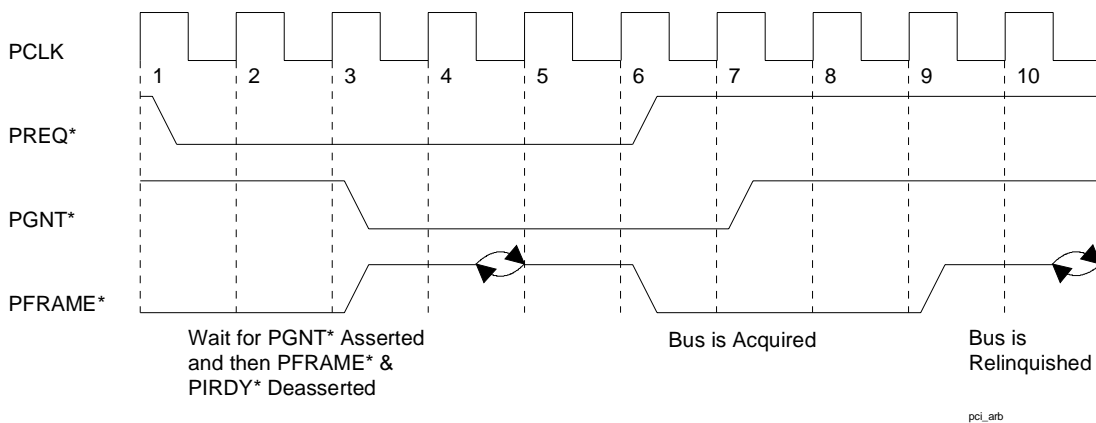 PCLK
1 2 3 4 5 6 7 8 9 10
PREQ*
PGNT*
PFRAME*
Wait for PGNT* Asserted
and then PFRAME* &
PIRDY* Deasserted
Bus is Acquired
Bus is
Relinquished
pci_arb